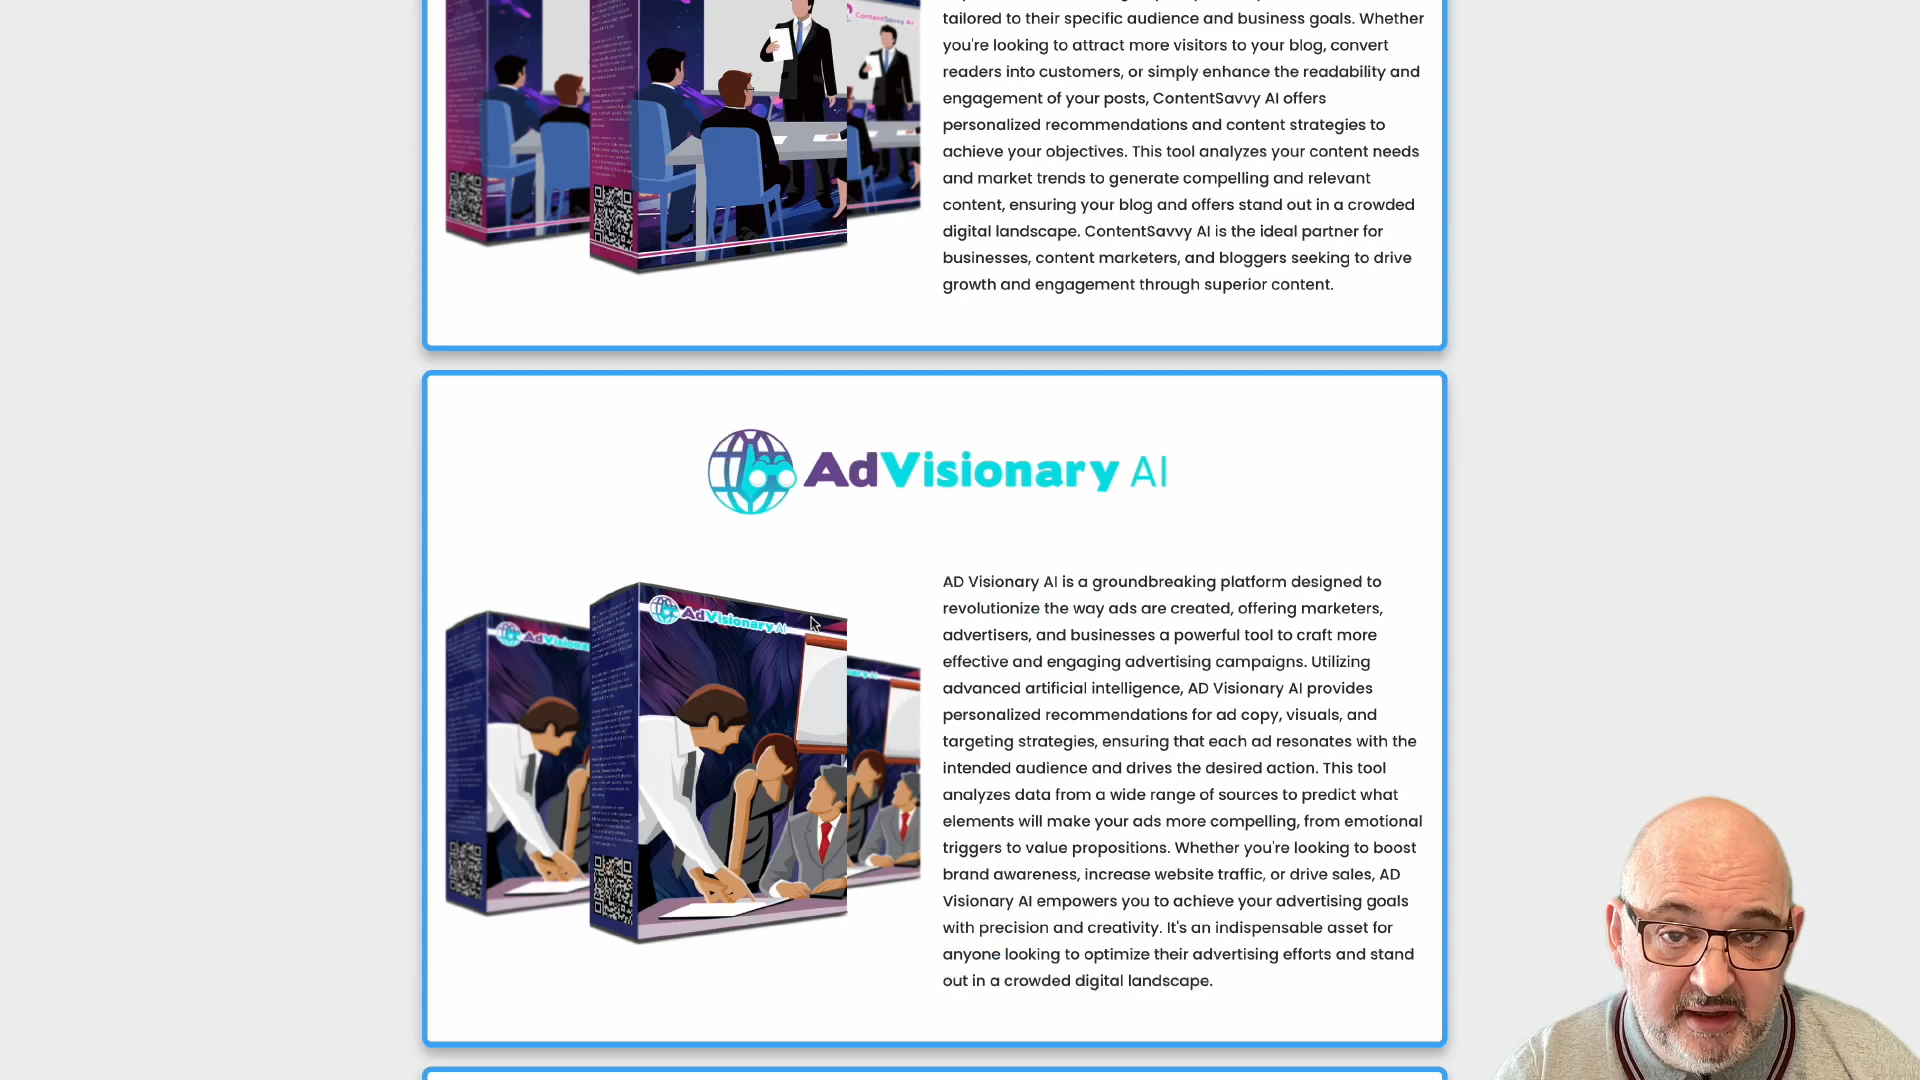 ContentSavvy AI
tailored to their specific audience and business goals. Whether
you're looking to attract more visitors to your blog, convert
readers into customers, or simply enhance the readability and
engagement of your posts, ContentSavvy AI offers
personalized recommendations and content strategies to
achieve your objectives. This tool analyzes your content needs
and market trends to generate compelling and relevant
content, ensuring your blog and offers stand out in a crowded
digital landscape. ContentSavvy AI is the ideal partner for
businesses, content marketers, and bloggers seeking to drive
growth and engagement through superior content.
AdVisionary AI
AdVisionary AI
AD Visionary AI is a groundbreaking platform designed to
revolutionize the way ads are created, offering marketers,
advertisers, and businesses a powerful tool to craft more
effective and engaging advertising campaigns. Utilizing
advanced artificial intelligence, AD Visionary AI provides
personalized recommendations for ad copy, visuals, and
targeting strategies, ensuring that each ad resonates with the
intended audience and drives the desired action. This tool
analyzes data from a wide range of sources to predict what
elements will make your ads more compelling, from emotional
triggers to value propositions. Whether you're looking to boost
brand awareness, increase website traffic, or drive sales, AD
Visionary AI empowers you to achieve your advertising goals
with precision and creativity. It's an indispensable asset for
anyone looking to optimize their advertising efforts and stand
out in a crowded digital landscape.